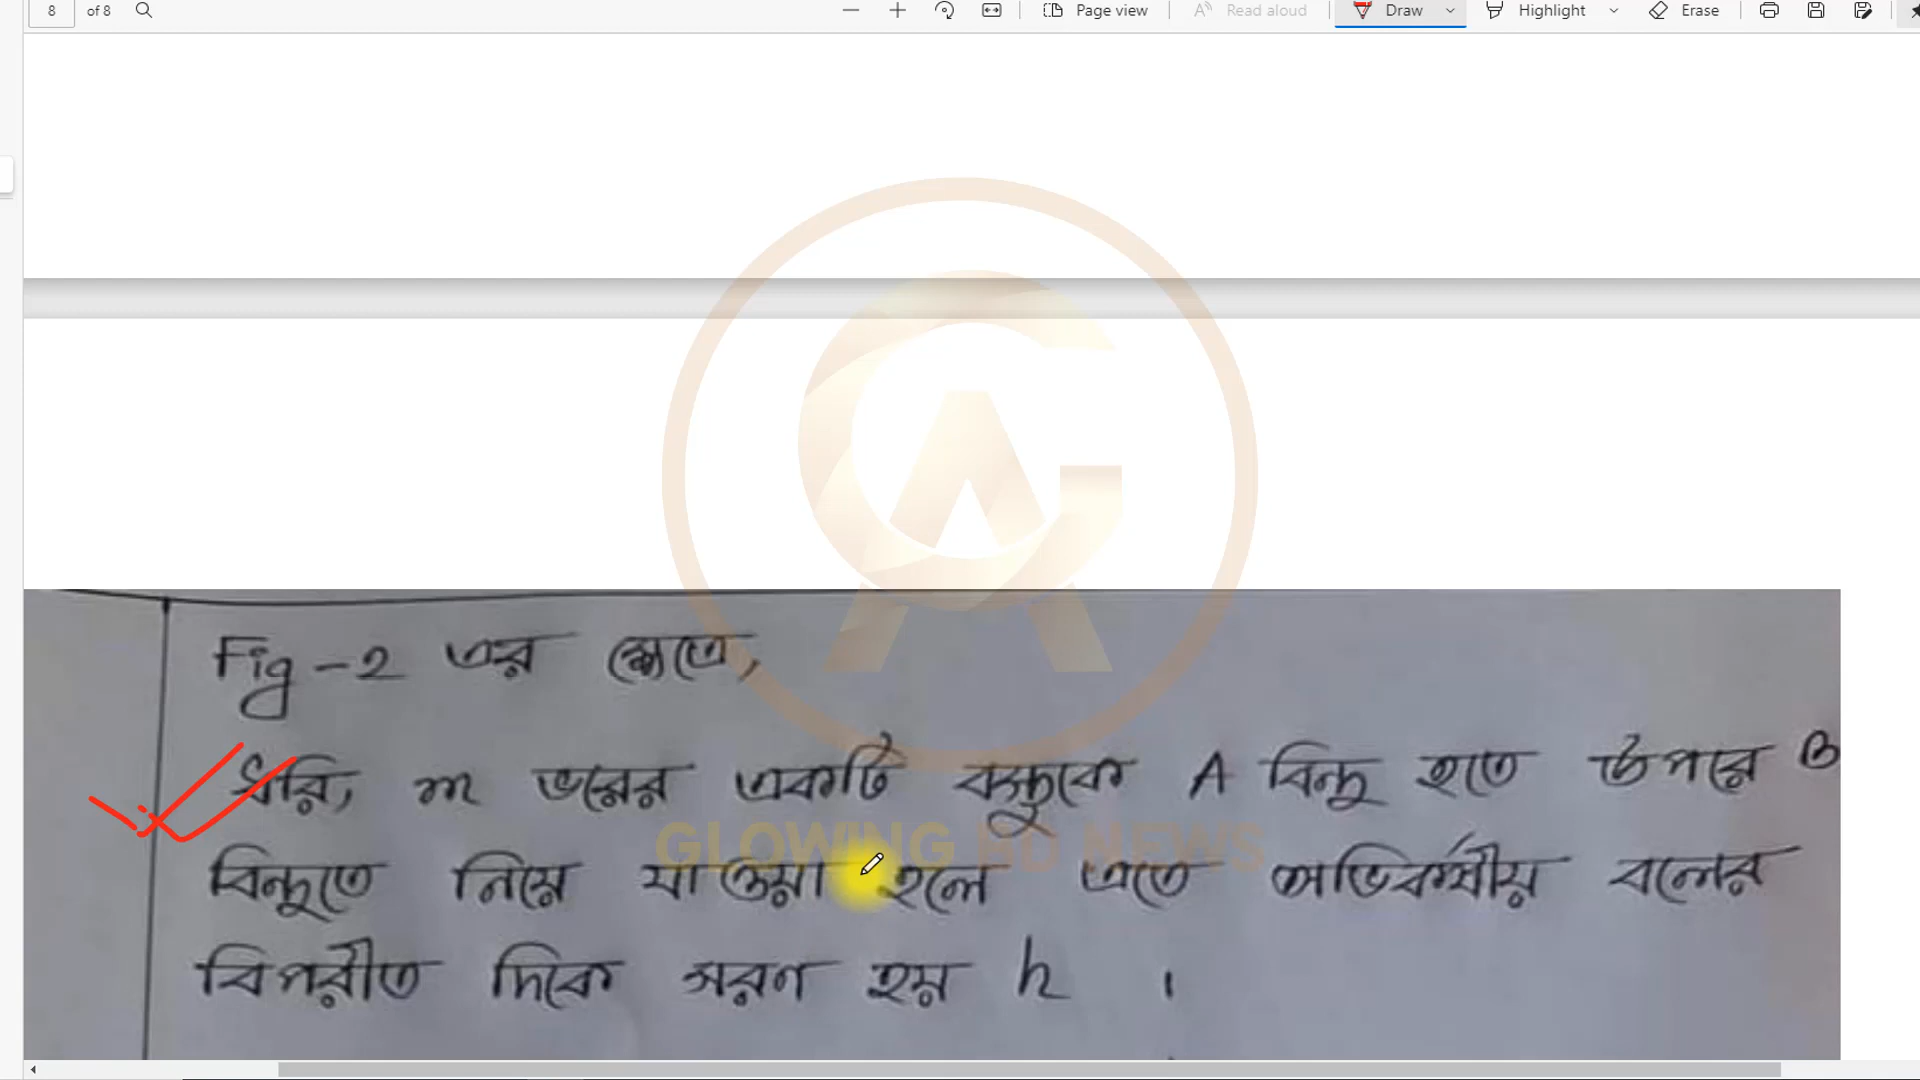 8 of 8 Page view Read aloud Draw Highlight Erase
Fig-2 এর ক্ষেত্রে,
ধরি, m ভরের একটি বস্তুকে A বিন্দু হতে উপরে B
GLOWING BD NEWS
বিন্দুতে নিয়ে যাওয়া হলে এতে অভিকর্ষীয় বলের
বিপরীত দিকে সরণ হয় h ।